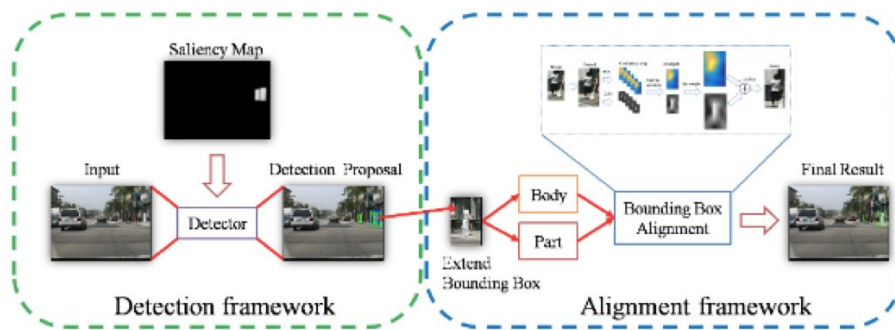 Saliency Map
Input
Detection Proposal
Detector
Detection framework
Extend
Bounding Box
Body
Part
Bounding Box
Alignment
Final Result
Alignment framework